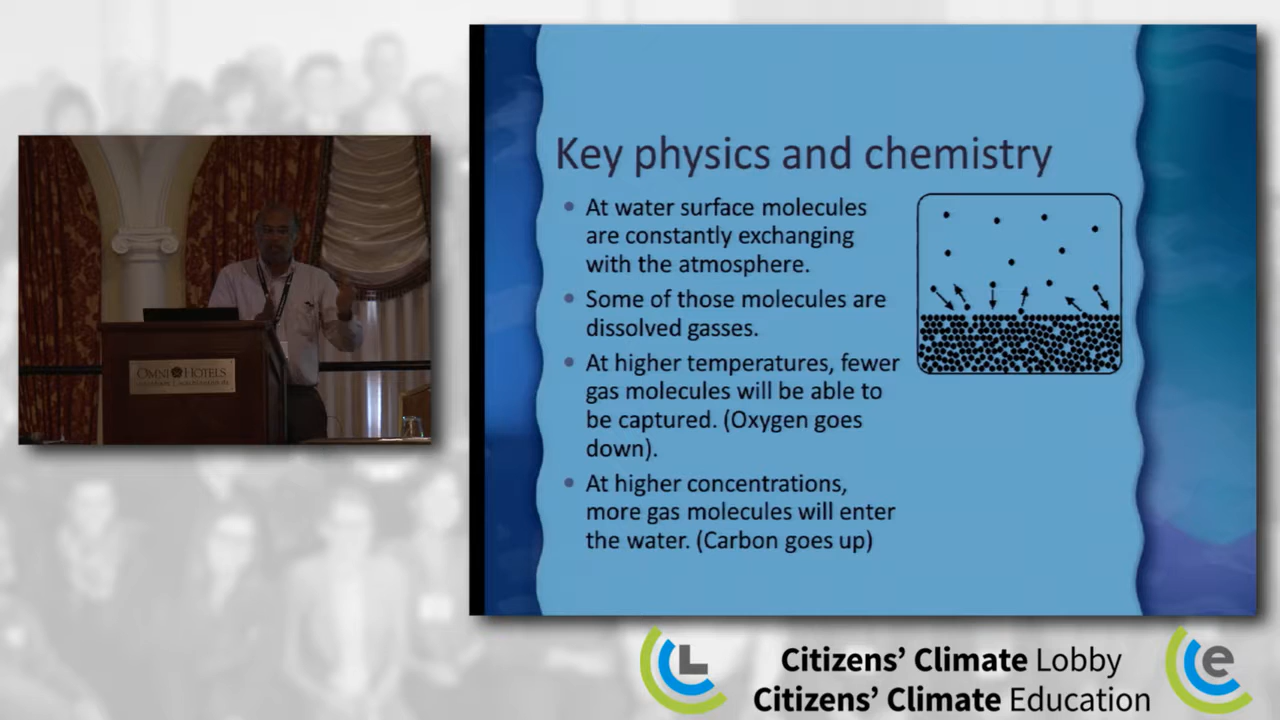 Key physics and chemistry
At water surface molecules
are constantly exchanging
with the atmosphere.
Some of those molecules are
dissolved gasses.
At higher temperatures, fewer
gas molecules will be able to
be captured. (Oxygen goes
down).
At higher concentrations,
more gas molecules will enter
the water. (Carbon goes up)
OMNI HOTELS
L
Citizens' Climate Lobby
Citizens' Climate Education
e